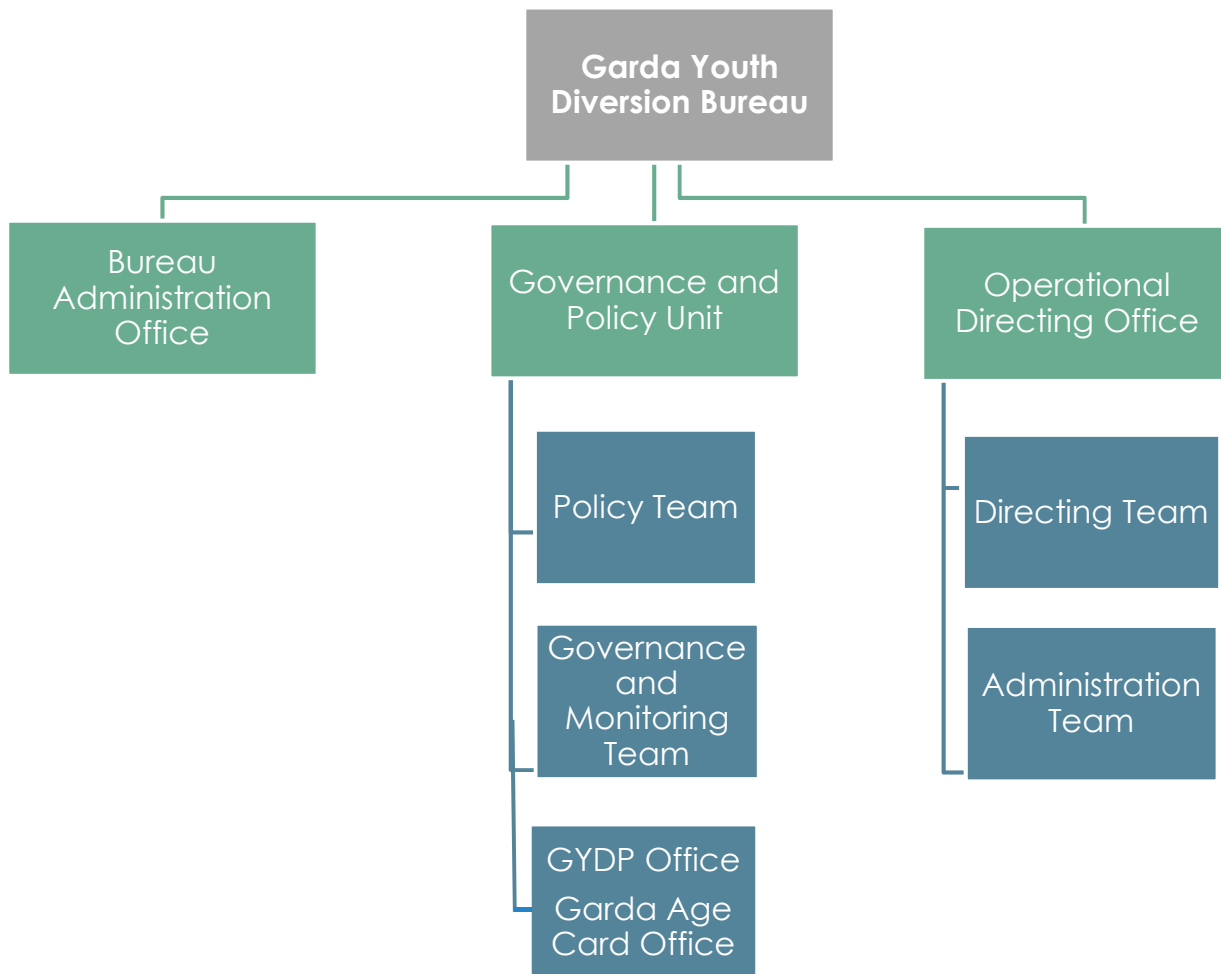 Garda Youth
Diversion Bureau
Bureau
Administration
Office
Governance and
Policy Unit
Operational
Directing Office
Policy Team
Governance
and
Monitoring
Team
GYDP Office
Garda Age
Card Office
Directing Team
Administration
Team